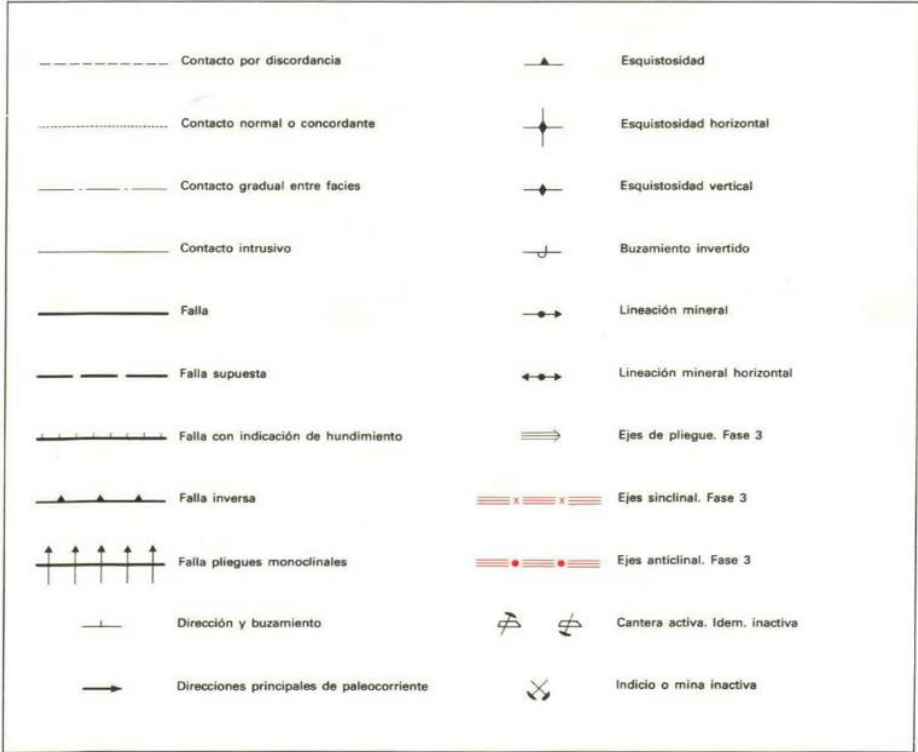 Contacto por discordancia
Contacto normal o concordante
Contacto gradual entre facies
Contacto intrusivo
Falla
Falla supuesta
Falla con indicación de hundimiento
Falla inversa
Falla pliegues monoclinales
Dirección y buzamiento
Direcciones principales de paleocorriente
Esquistosidad
Esquistosidad horizontal
Esquistosidad vertical
Buzamiento invertido
Lineación mineral
Lineación mineral horizontal
Ejes de pliegue. Fase 3
Ejes sinclinal. Fase 3
Ejes anticlinal. Fase 3
Cantera activa. Idem. inactiva
Indicio o mina inactiva